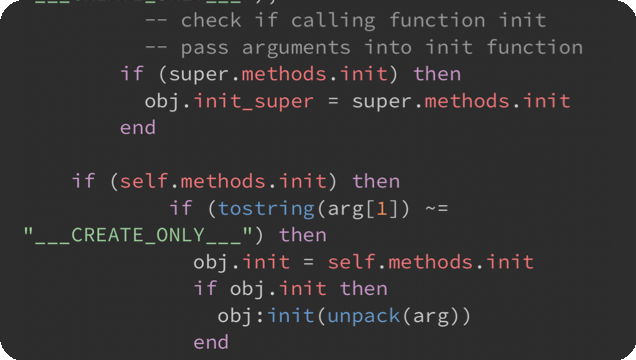 "___CREATE_ONLY___");
-- check if calling function init
-- pass arguments into init function
if (super.methods.init) then
obj.init_super = super.methods.init
end
if (self.methods.init) then
if (tostring(arg[1]) ~=
"___CREATE_ONLY___") then
obj.init = self.methods.init
if obj.init then
obj:init(unpack(arg))
end